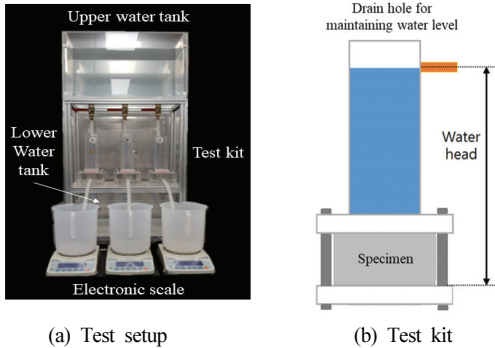 Upper water tank
Lower
Water
tank
Test kit
Electronic scale
(a) Test setup
Drain hole for
maintaining water level
Water
head
Specimen
(b) Test kit